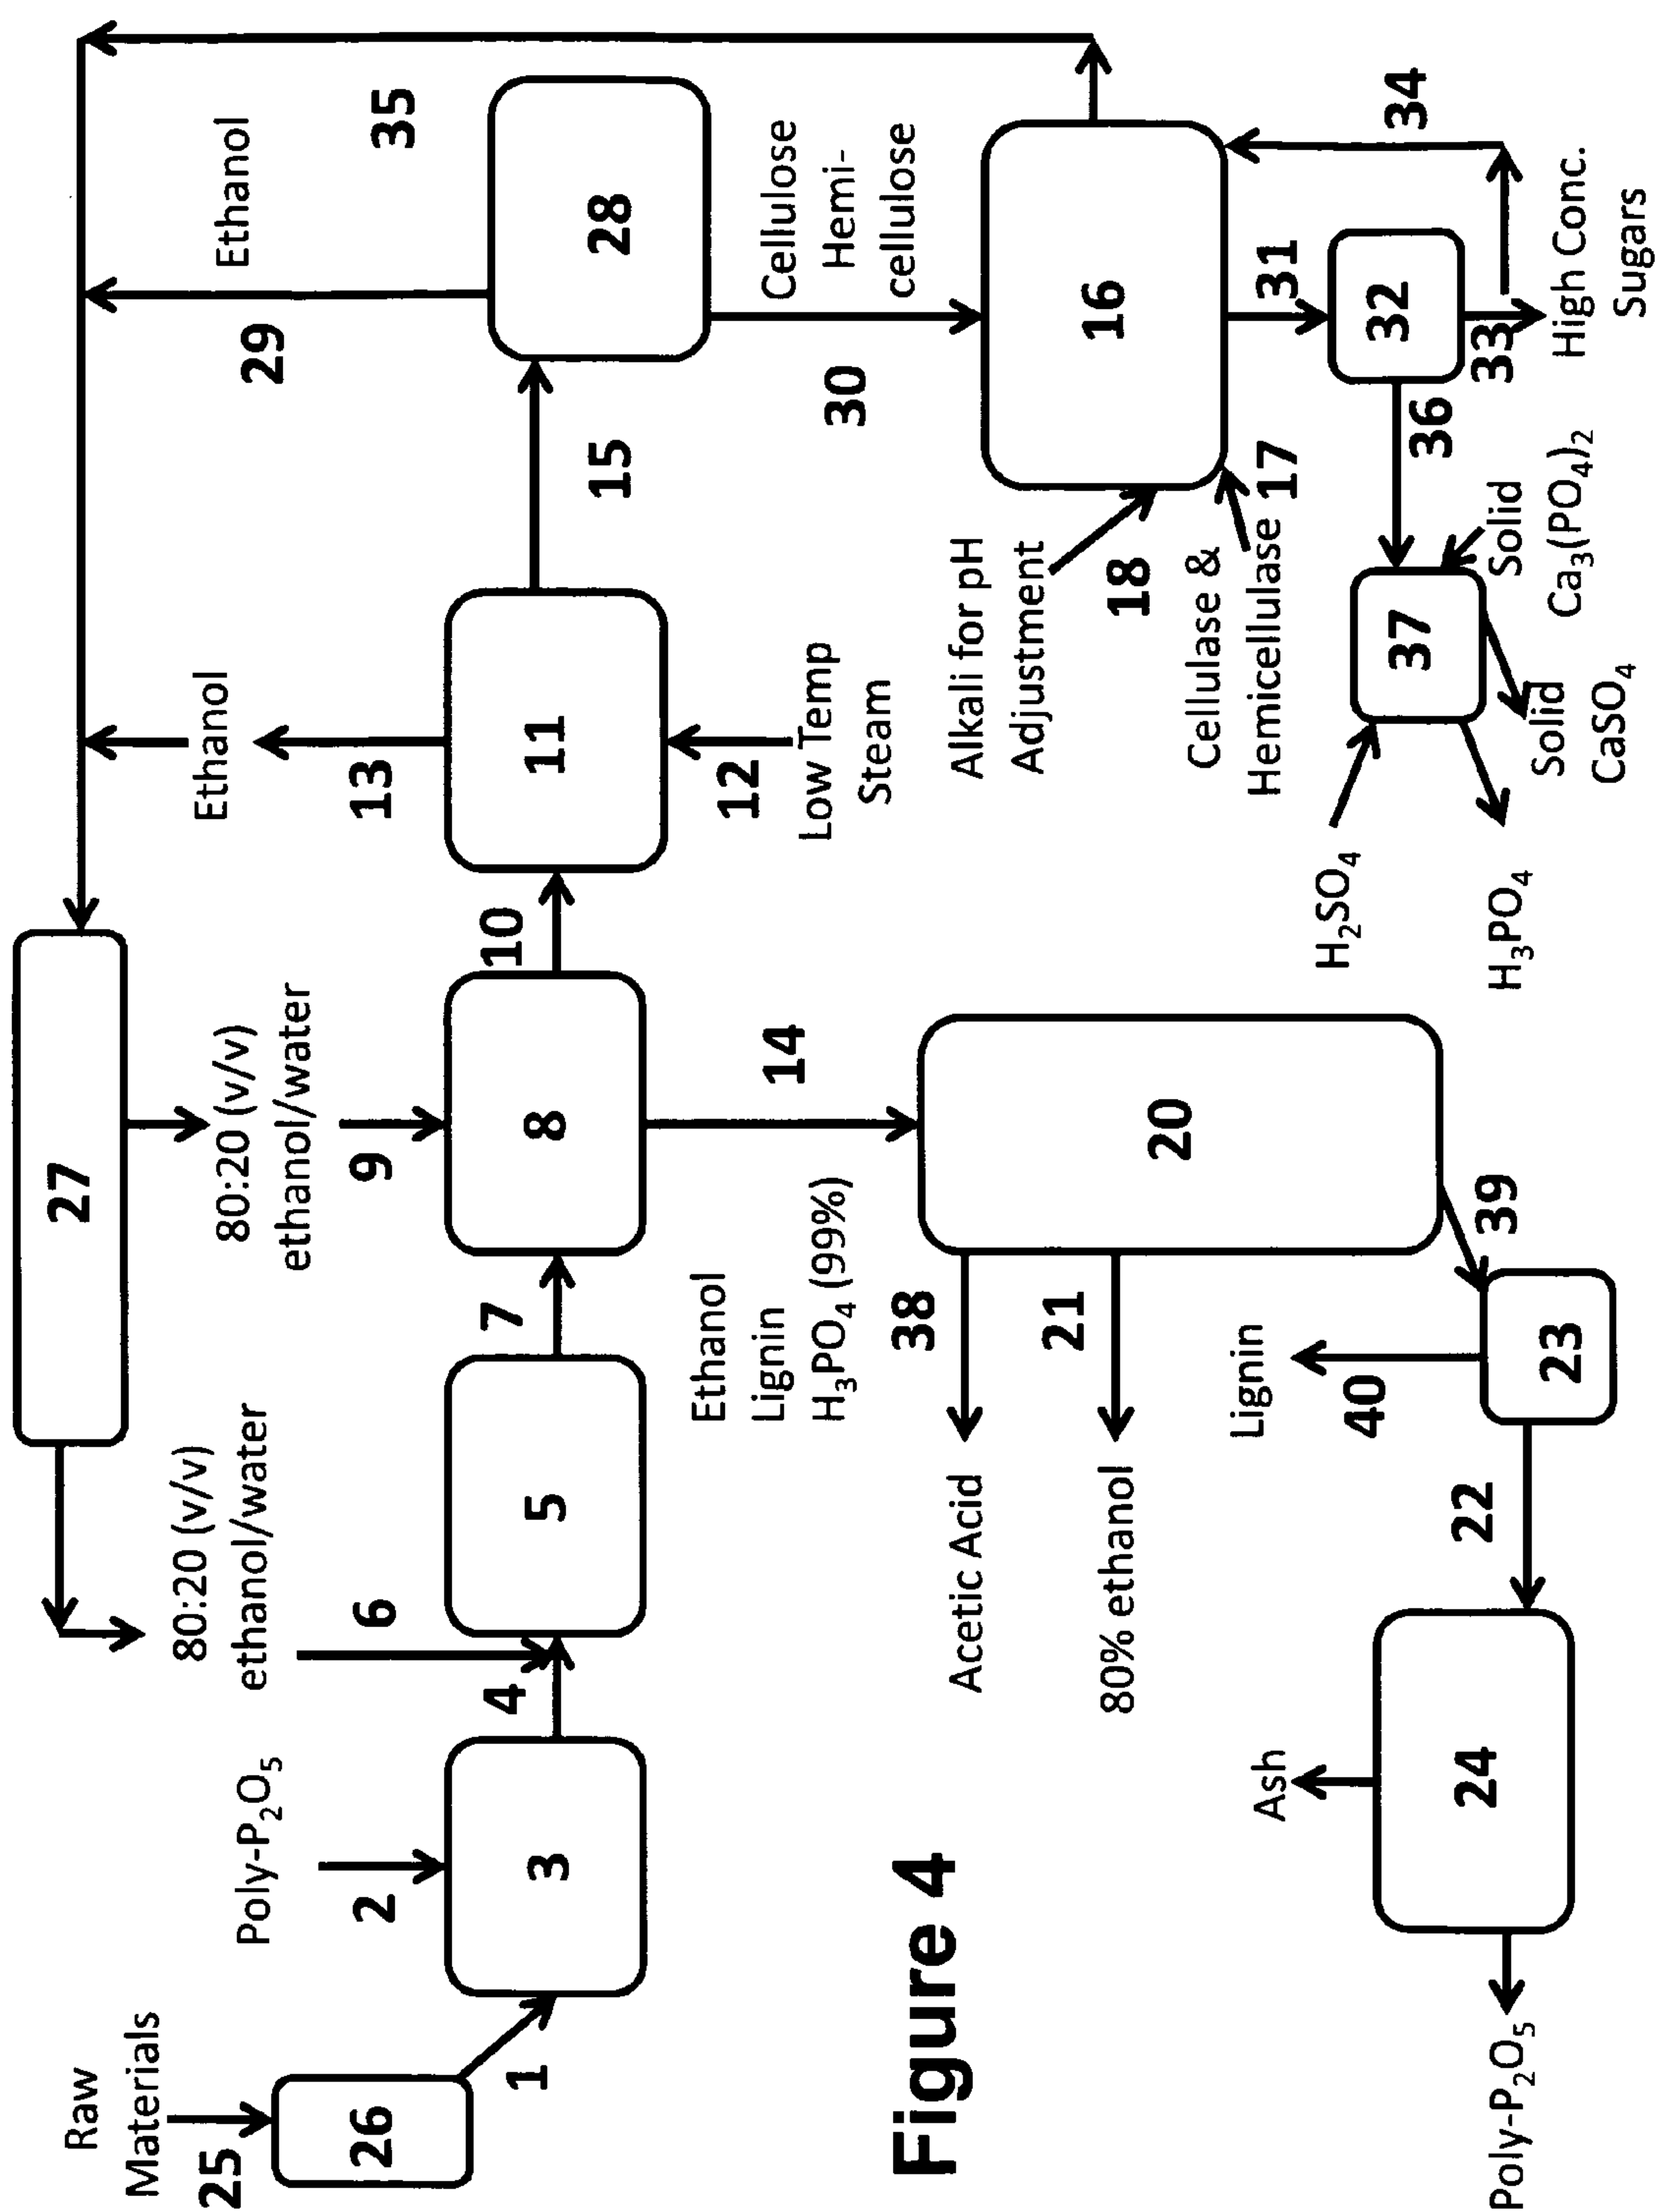 Raw
Materials
25
26
1
Poly-P₂O₅
2
3
4
80:20 (v/v)
ethanol/water
6
5
7
27
80:20 (v/v)
ethanol/water
9
8
10
Ethanol
13
11
12
Low Temp
Steam
15
Ethanol
29
35
28
30
Cellulose
Hemi-
cellulose
Ethanol
Lignin
H₃PO₄ (99%)
14
20
38
Acetic Acid
21
80% ethanol
39
23
Lignin
40
22
24
Ash
Poly-P₂O₅
Alkali for pH
Adjustment
18
Cellulase &
Hemicellulase
17
16
31
32
33
34
High Conc.
Sugars
36
37
Solid
Ca₃(PO₄)₂
H₂SO₄
H₃PO₄
Solid
CaSO₄
Figure 4